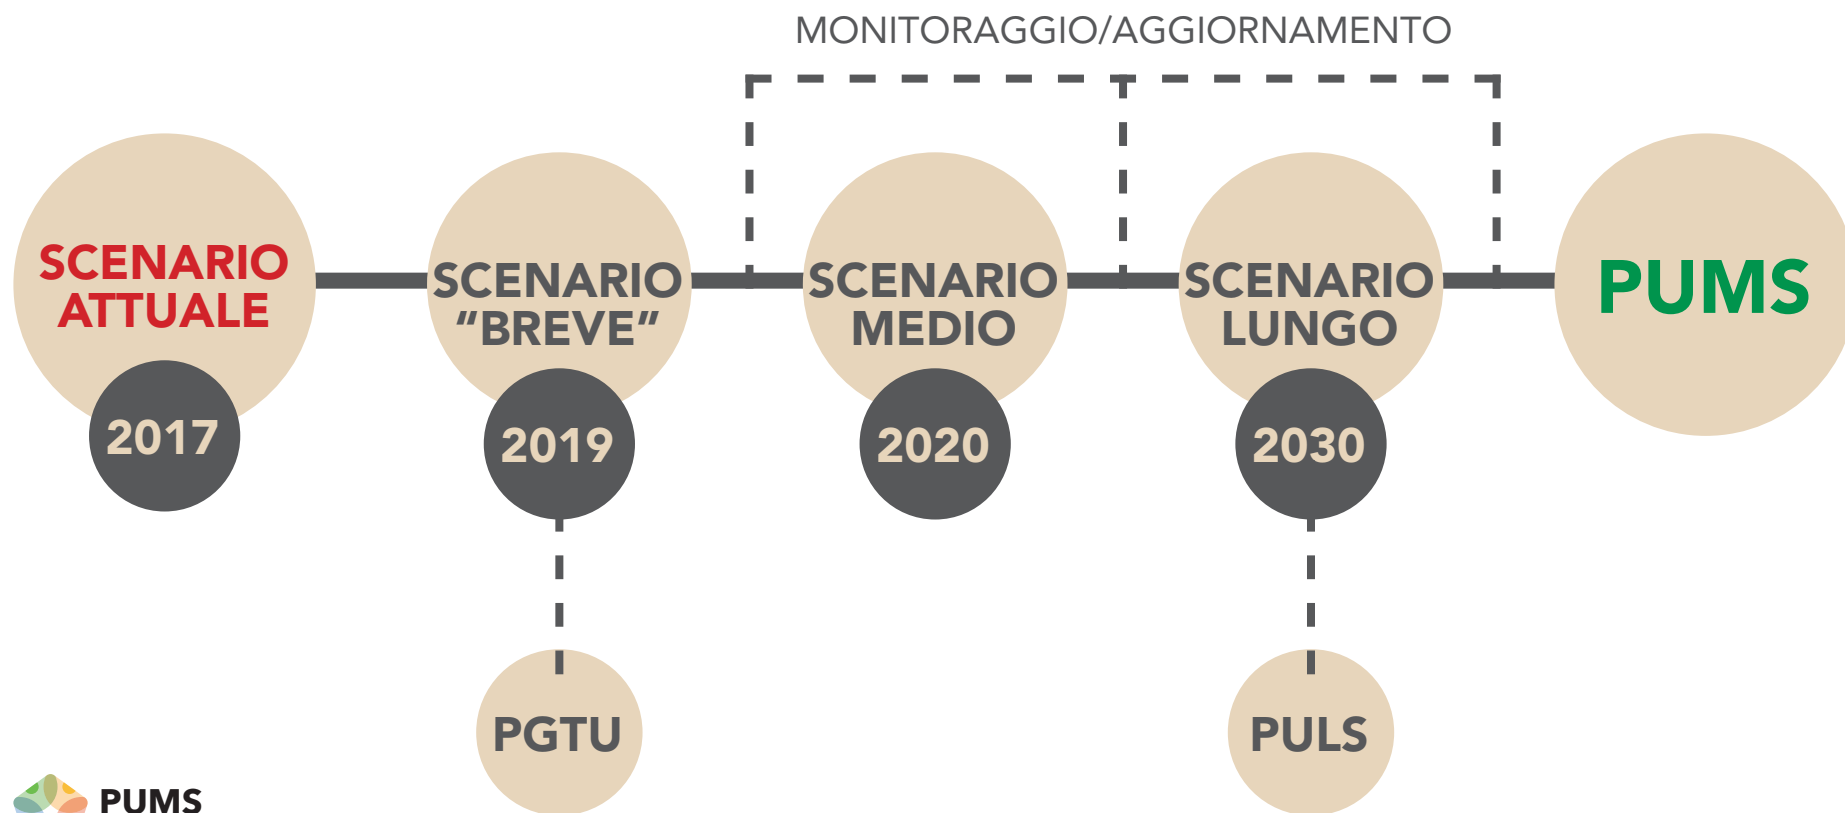 MONITORAGGIO/AGGIORNAMENTO
SCENARIO
ATTUALE
2017
SCENARIO
“BREVE”
2019
SCENARIO
MEDIO
2020
SCENARIO
LUNGO
2030
PUMS
PGTU
PULS
PUMS